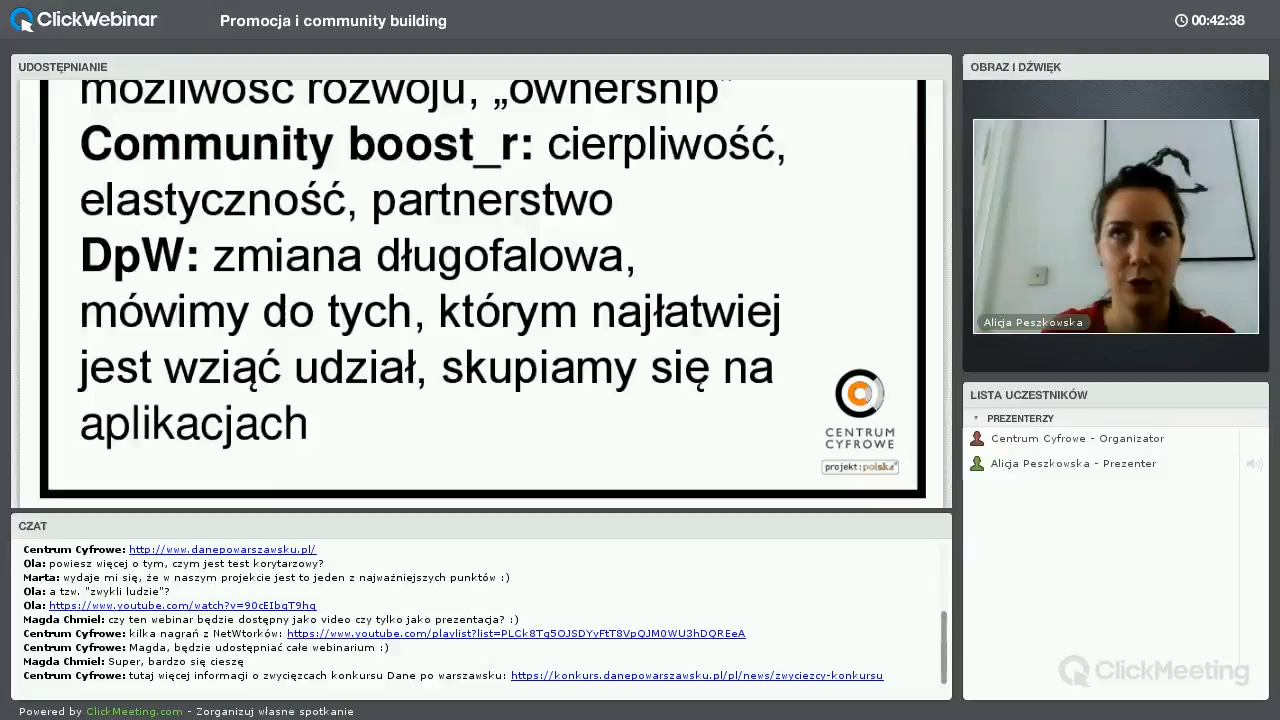 ClickWebinar
Promocja i community building
00:42:38
UDOSTĘPNIANIE
możliwość rozwoju, „ownership”
Community boost_r: cierpliwość,
elastyczność, partnerstwo
DpW: zmiana długofalowa,
mówimy do tych, którym najłatwiej
jest wziąć udział, skupiamy się na
aplikacjach
CENTRUM
CYFROWE
projekt:polska
OBRAZ I DŹWIĘK
Alicja Peszkowska
LISTA UCZESTNIKÓW
PREZENTERZY
Centrum Cyfrowe - Organizator
Alicja Peszkowska - Prezenter
CZAT
Centrum Cyfrowe: http://www.danepowarszawsku.pl/
Ola: powiesz więcej o tym, czym jest test korytarzowy?
Marta: wydaje mi się, że w naszym projekcie jest to jeden z najważniejszych punktów :)
Ola: a tzw. "zwykli ludzie"?
Ola: https://www.youtube.com/watch?v=90cEIbqT9hg
Magda Chmiel: czy ten webinar będzie dostępny jako video czy tylko jako prezentacja? :)
Centrum Cyfrowe: kilka nagrań z NetWtorków: https://www.youtube.com/playlist?list=PLCk8Tq5OJSDYvFtT8VpQJM0WU3hDQREeA
Centrum Cyfrowe: Magda, będzie udostępniać całe webinarium :)
Magda Chmiel: Super, bardzo się cieszę
Centrum Cyfrowe: tutaj więcej informacji o zwycięzcach konkursu Dane po warszawsku: https://konkurs.danepowarszawsku.pl/pl/news/zwyciezcy-konkursu
ClickMeeting
Powered by ClickMeeting.com - Zorganizuj własne spotkanie